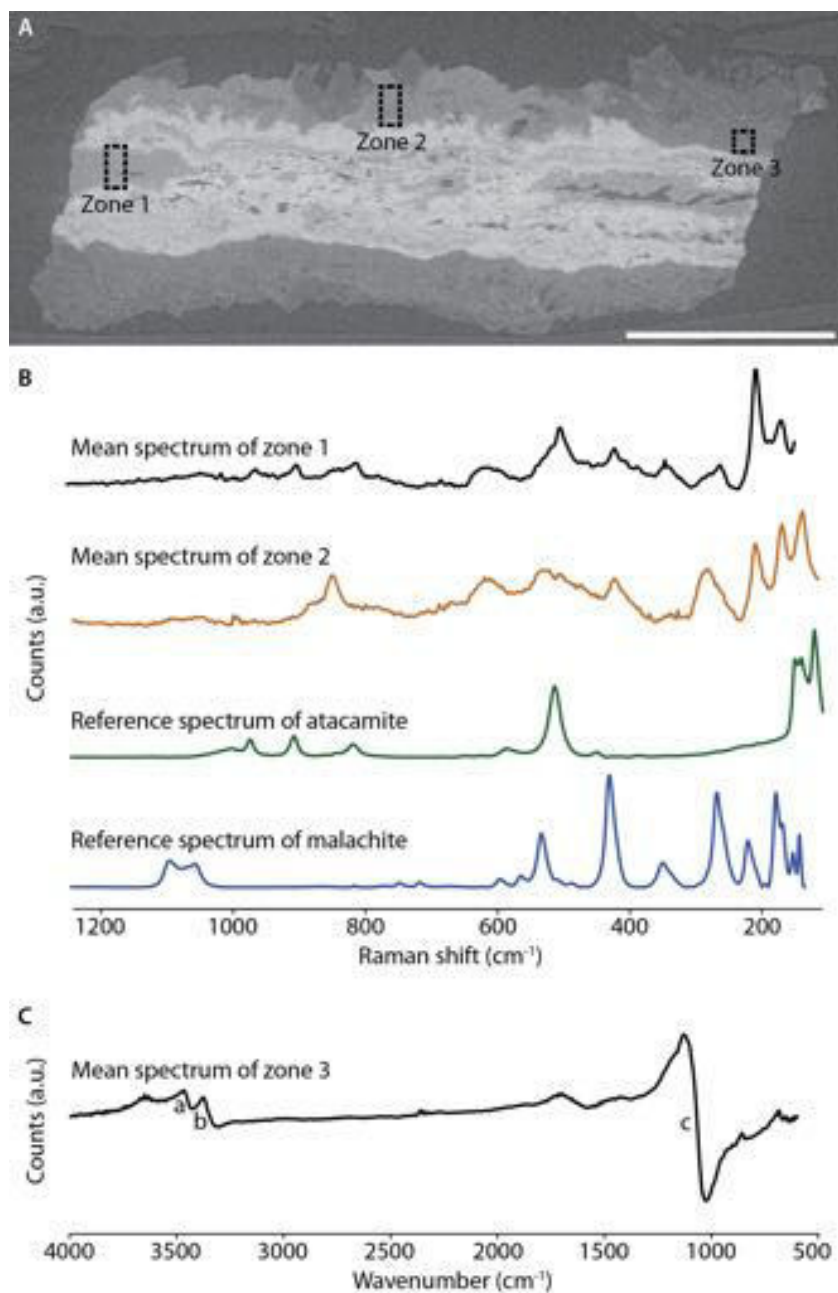 A
Zone 1
Zone 2
Zone 3
B
Mean spectrum of zone 1
Mean spectrum of zone 2
Reference spectrum of atacamite
Reference spectrum of malachite
Counts (a.u.)
1200 1000 800 600 400 200
Raman shift (cm⁻¹)
C
Mean spectrum of zone 3
a
b
c
Counts (a.u.)
4000 3500 3000 2500 2000 1500 1000 500
Wavenumber (cm⁻¹)